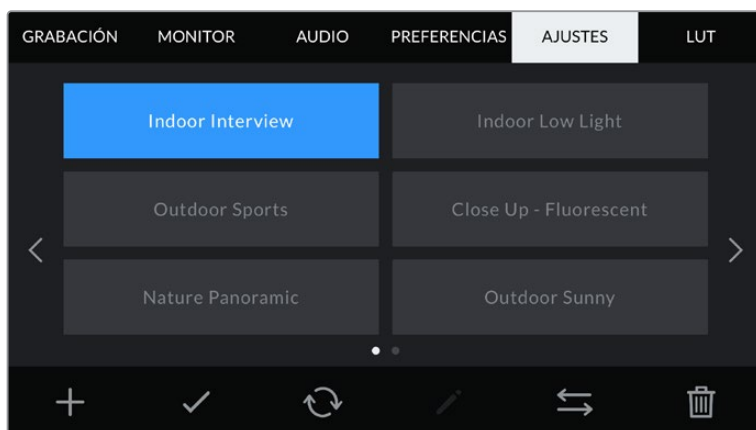 GRABACIÓN MONITOR AUDIO PREFERENCIAS AJUSTES LUT
Indoor Interview Indoor Low Light
Outdoor Sports Close Up - Fluorescent
Nature Panoramic Outdoor Sunny